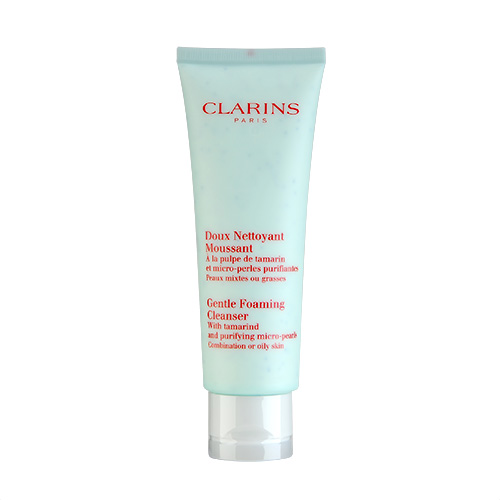 CLARINS
PARIS
Doux Nettoyant
Moussant
A la pulpe de tamarin
et micro-perles purifiantes
Peaux mixtes ou grasses
Gentle Foaming
Cleanser
With tamarind
and purifying micro-pearls
Combination or oily skin